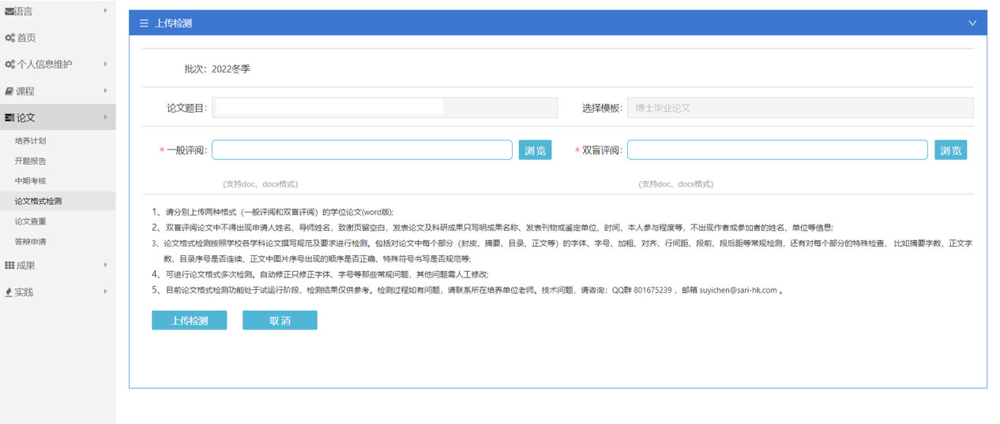 语言
首页
个人信息维护
课程
论文
培养计划
开题报告
中期考核
论文格式检测
论文查重
答辩申请
成果
实践
上传检测
批次：2022冬季
论文题目：
选择模板：博士毕业论文
*一般评阅：浏 览
*双盲评阅：浏 览
(支持doc、docx格式)
(支持doc、docx格式)
1、请分别上传两种格式（一般评阅和双盲评阅）的学位论文(word版);
2、双盲评阅论文中不得出现申请人姓名、导师姓名，致谢页留空白，发表论文及科研成果只写明成果名称、发表刊物或鉴定单位、时间、本人参与程度等，不出现作者或参加者的姓名、单位等信息;
3、论文格式检测按照学校各学科论文撰写规范及要求进行检测。包括对论文中每个部分（封皮、摘要、目录、正文等）的字体、字号、加粗、对齐、行间距、段前、段后距等常规检测，还有对每个部分的特殊检查， 比如摘要字数、正文字
数、目录序号是否连续、正文中图片序号出现的顺序是否正确、特殊符号书写是否规范等;
4、可进行论文格式多次检测。自动修正只修正字体、字号等那些常规问题，其他问题需人工修改;
5、目前论文格式检测功能处于试运行阶段，检测结果仅供参考。检测过程如有问题，请联系所在培养单位老师。技术问题，请咨询：QQ群 801675239 ，邮箱 suyichen@sari-hk.com 。
上传检测
取 消